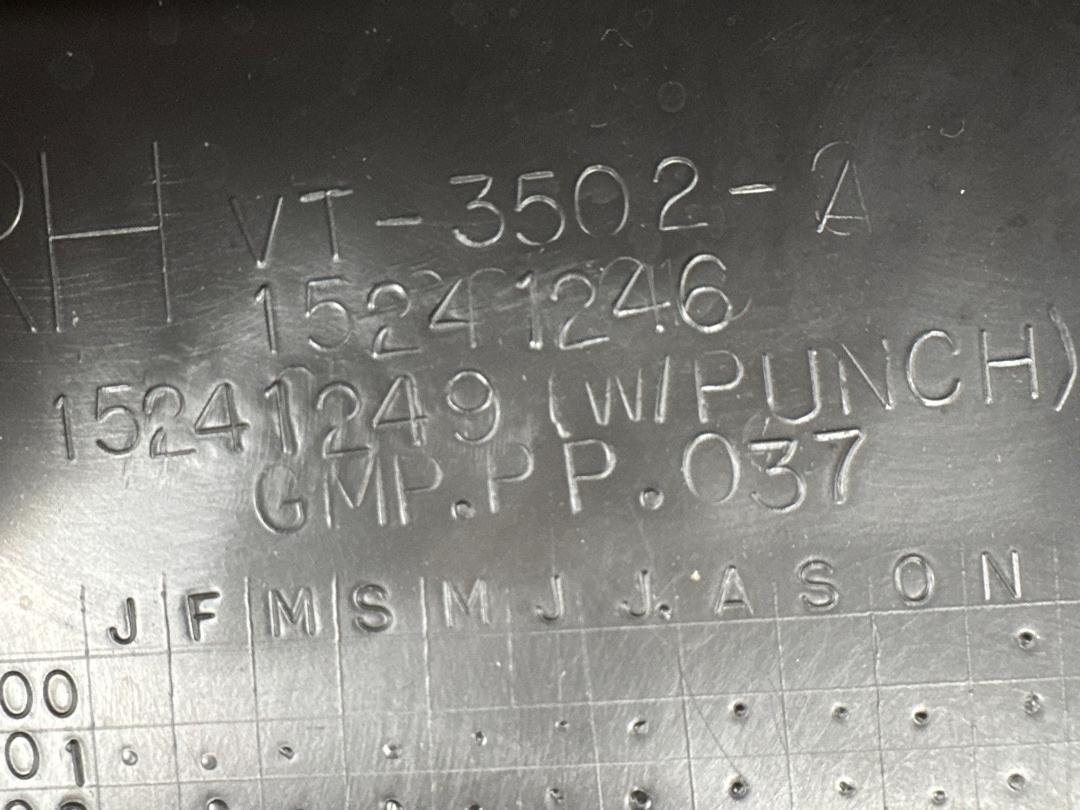 RH VT-3502-A
15241246
15241249 (W/PUNCH)
GMP.PP.037
J F M S M J J A S O N
00
01